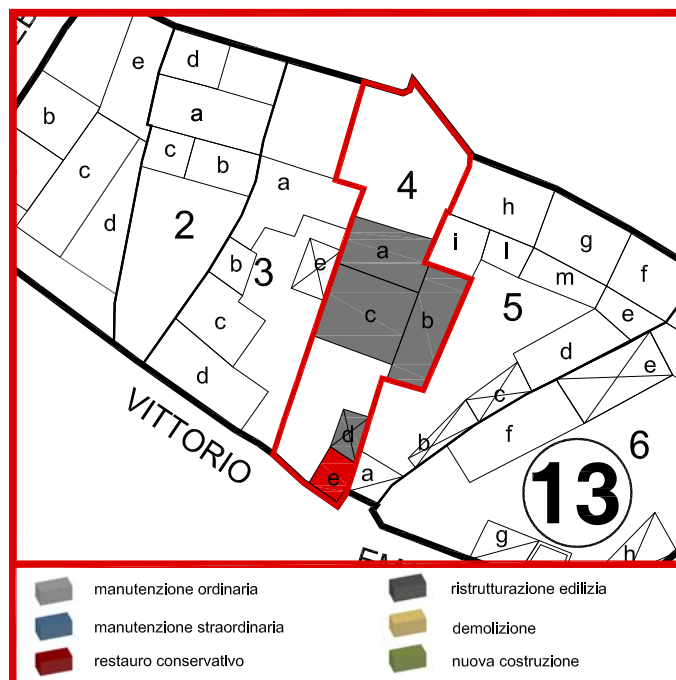 e d
b a
c c b a 4 h
d 2 i l g
e a m f
b 3 5 e
c c b
d d e
c
VITTORIO d b f 6
e a 13
g h
manutenzione ordinaria ristrutturazione edilizia
manutenzione straordinaria demolizione
restauro conservativo nuova costruzione